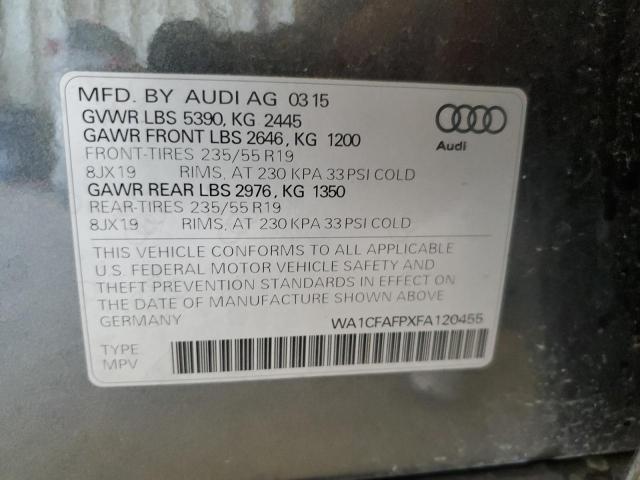 MFD. BY AUDI AG 0315
GVWR LBS 5390, KG 2445
GAWR FRONT LBS 2646, KG 1200
FRONT-TIRES 235/55 R19
8JX19 RIMS, AT 230 KPA 33 PSI COLD
GAWR REAR LBS 2976, KG 1350
REAR-TIRES 235/55 R19
8JX19 RIMS, AT 230 KPA 33 PSI COLD
Audi
THIS VEHICLE CONFORMS TO ALL APPLICABLE
U.S. FEDERAL MOTOR VEHICLE SAFETY AND
THEFT PREVENTION STANDARDS IN EFFECT ON
THE DATE OF MANUFACTURE SHOWN ABOVE
GERMANY WA1CFAFPXFA120455
TYPE
MPV